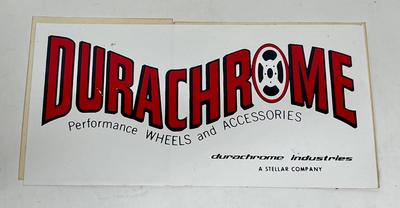 DURACHROME
Performance WHEELS and ACCESSORIES
durachrome industries
A STELLAR COMPANY